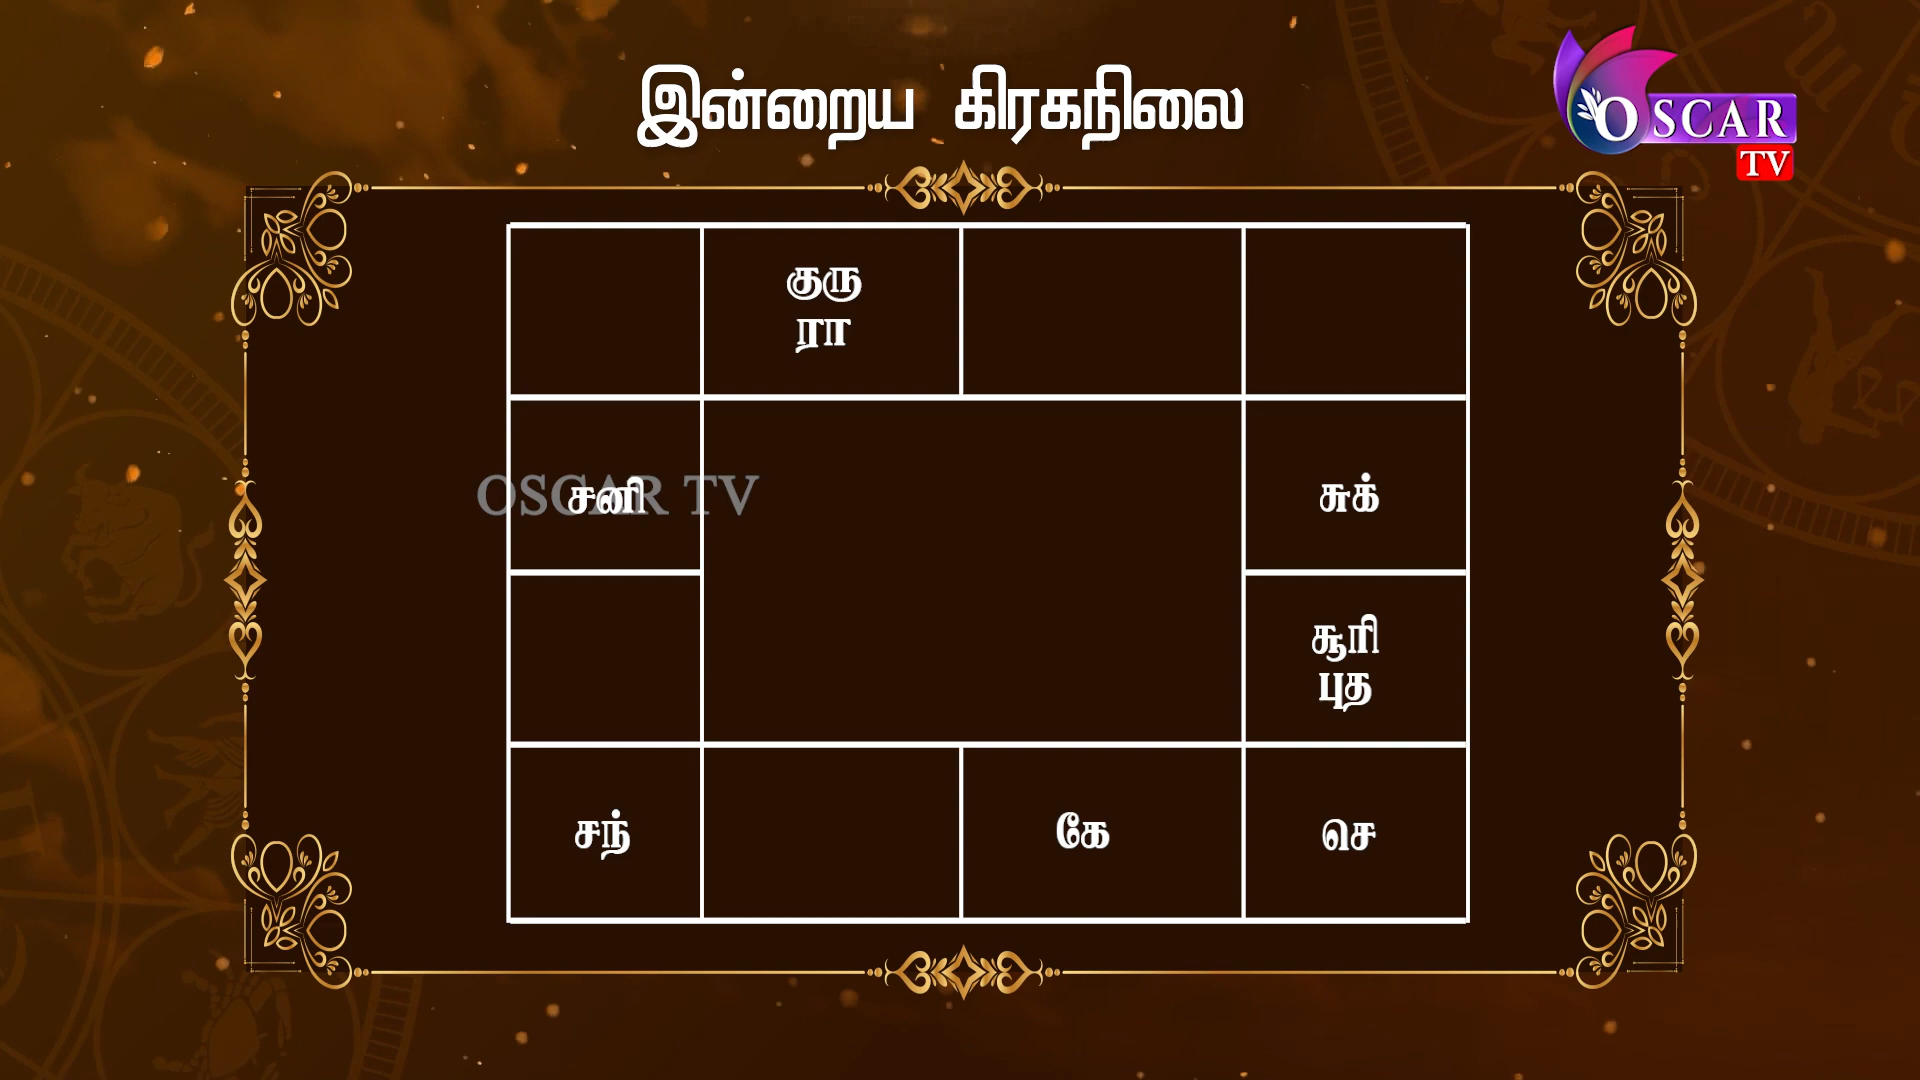 இன்றைய கிரகநிலை
OSCAR
TV
குரு
ரா
OSCAR TV
சனி
சுக்
சூரி
புத
சந்
கே
செ